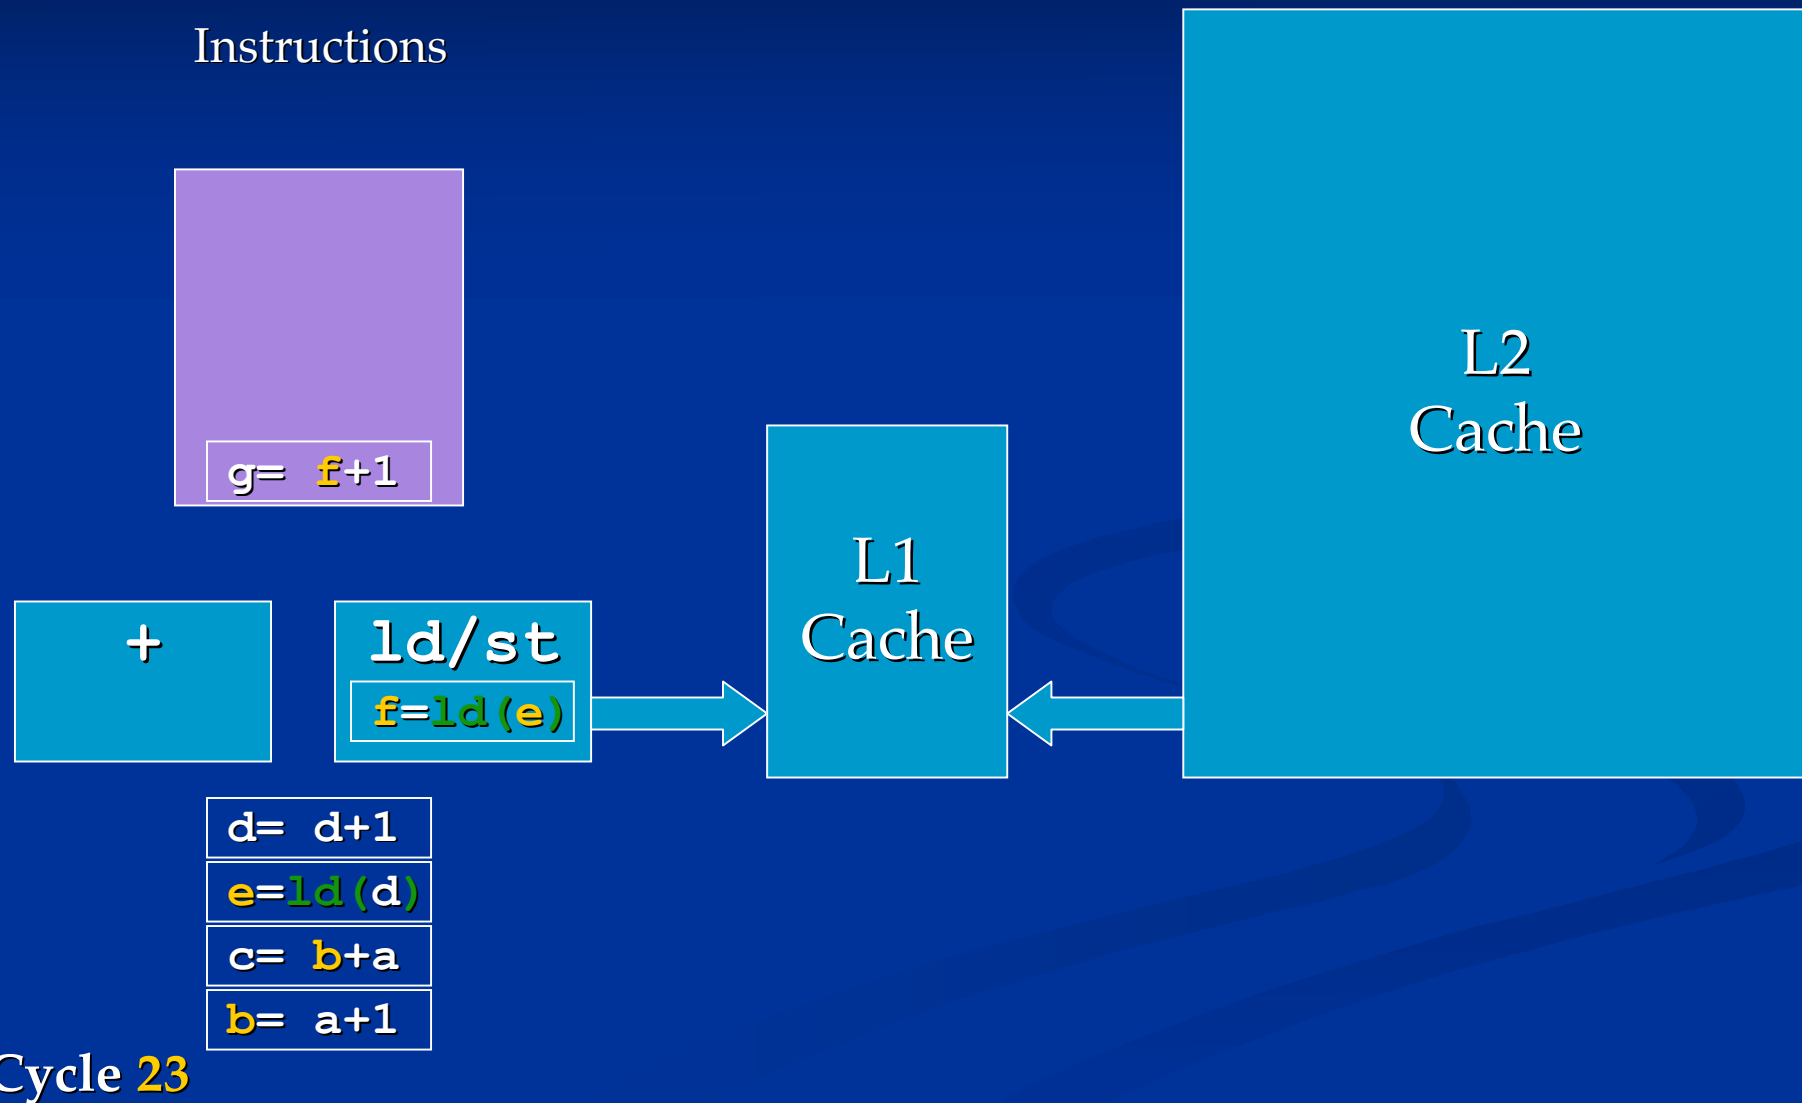 Instructions
g= f+1
+
ld/st
f=ld(e)
L1
Cache
L2
Cache
d= d+1
e=ld(d)
c= b+a
b= a+1
Cycle 23